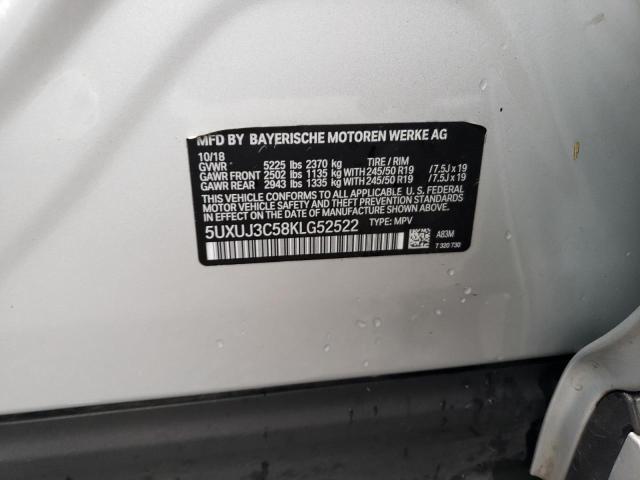 MFD BY BAYERISCHE MOTOREN WERKE AG
10/18
GVWR 5225 lbs 2370 kg TIRE / RIM
GAWR FRONT 2502 lbs 1135 kg WITH 245/50 R19 /7.5J x 19
GAWR REAR 2943 lbs 1335 kg WITH 245/50 R19 /7.5J x 19
THIS VEHICLE CONFORMS TO ALL APPLICABLE U. S. FEDERAL
MOTOR VEHICLE SAFETY, BUMPER, AND THEFT PREVENTION STANDARDS
IN EFFECT ON THE DATE OF MANUFACTURE SHOWN ABOVE.
5UXUJ3C58KLG52522 TYPE: MPV
A83M
7 320 730